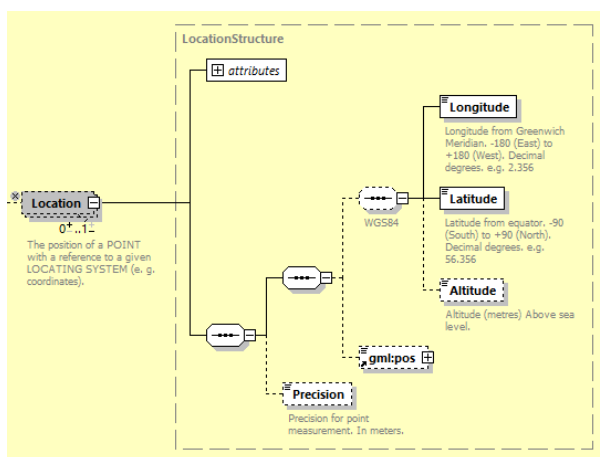 LocationStructure
attributes
Longitude
Longitude from Greenwich
Meridian. -180 (East) to
+180 (West). Decimal
degrees. e.g. 2.356
Location
0..1
The position of a POINT
with a reference to a given
LOCATING SYSTEM (e. g.
coordinates).
WGS84
Latitude
Latitude from equator. -90
(South) to +90 (North).
Decimal degrees. e.g.
56.356
Altitude
Altitude (metres) Above sea
level.
gml:pos
Precision
Precision for point
measurement. In meters.